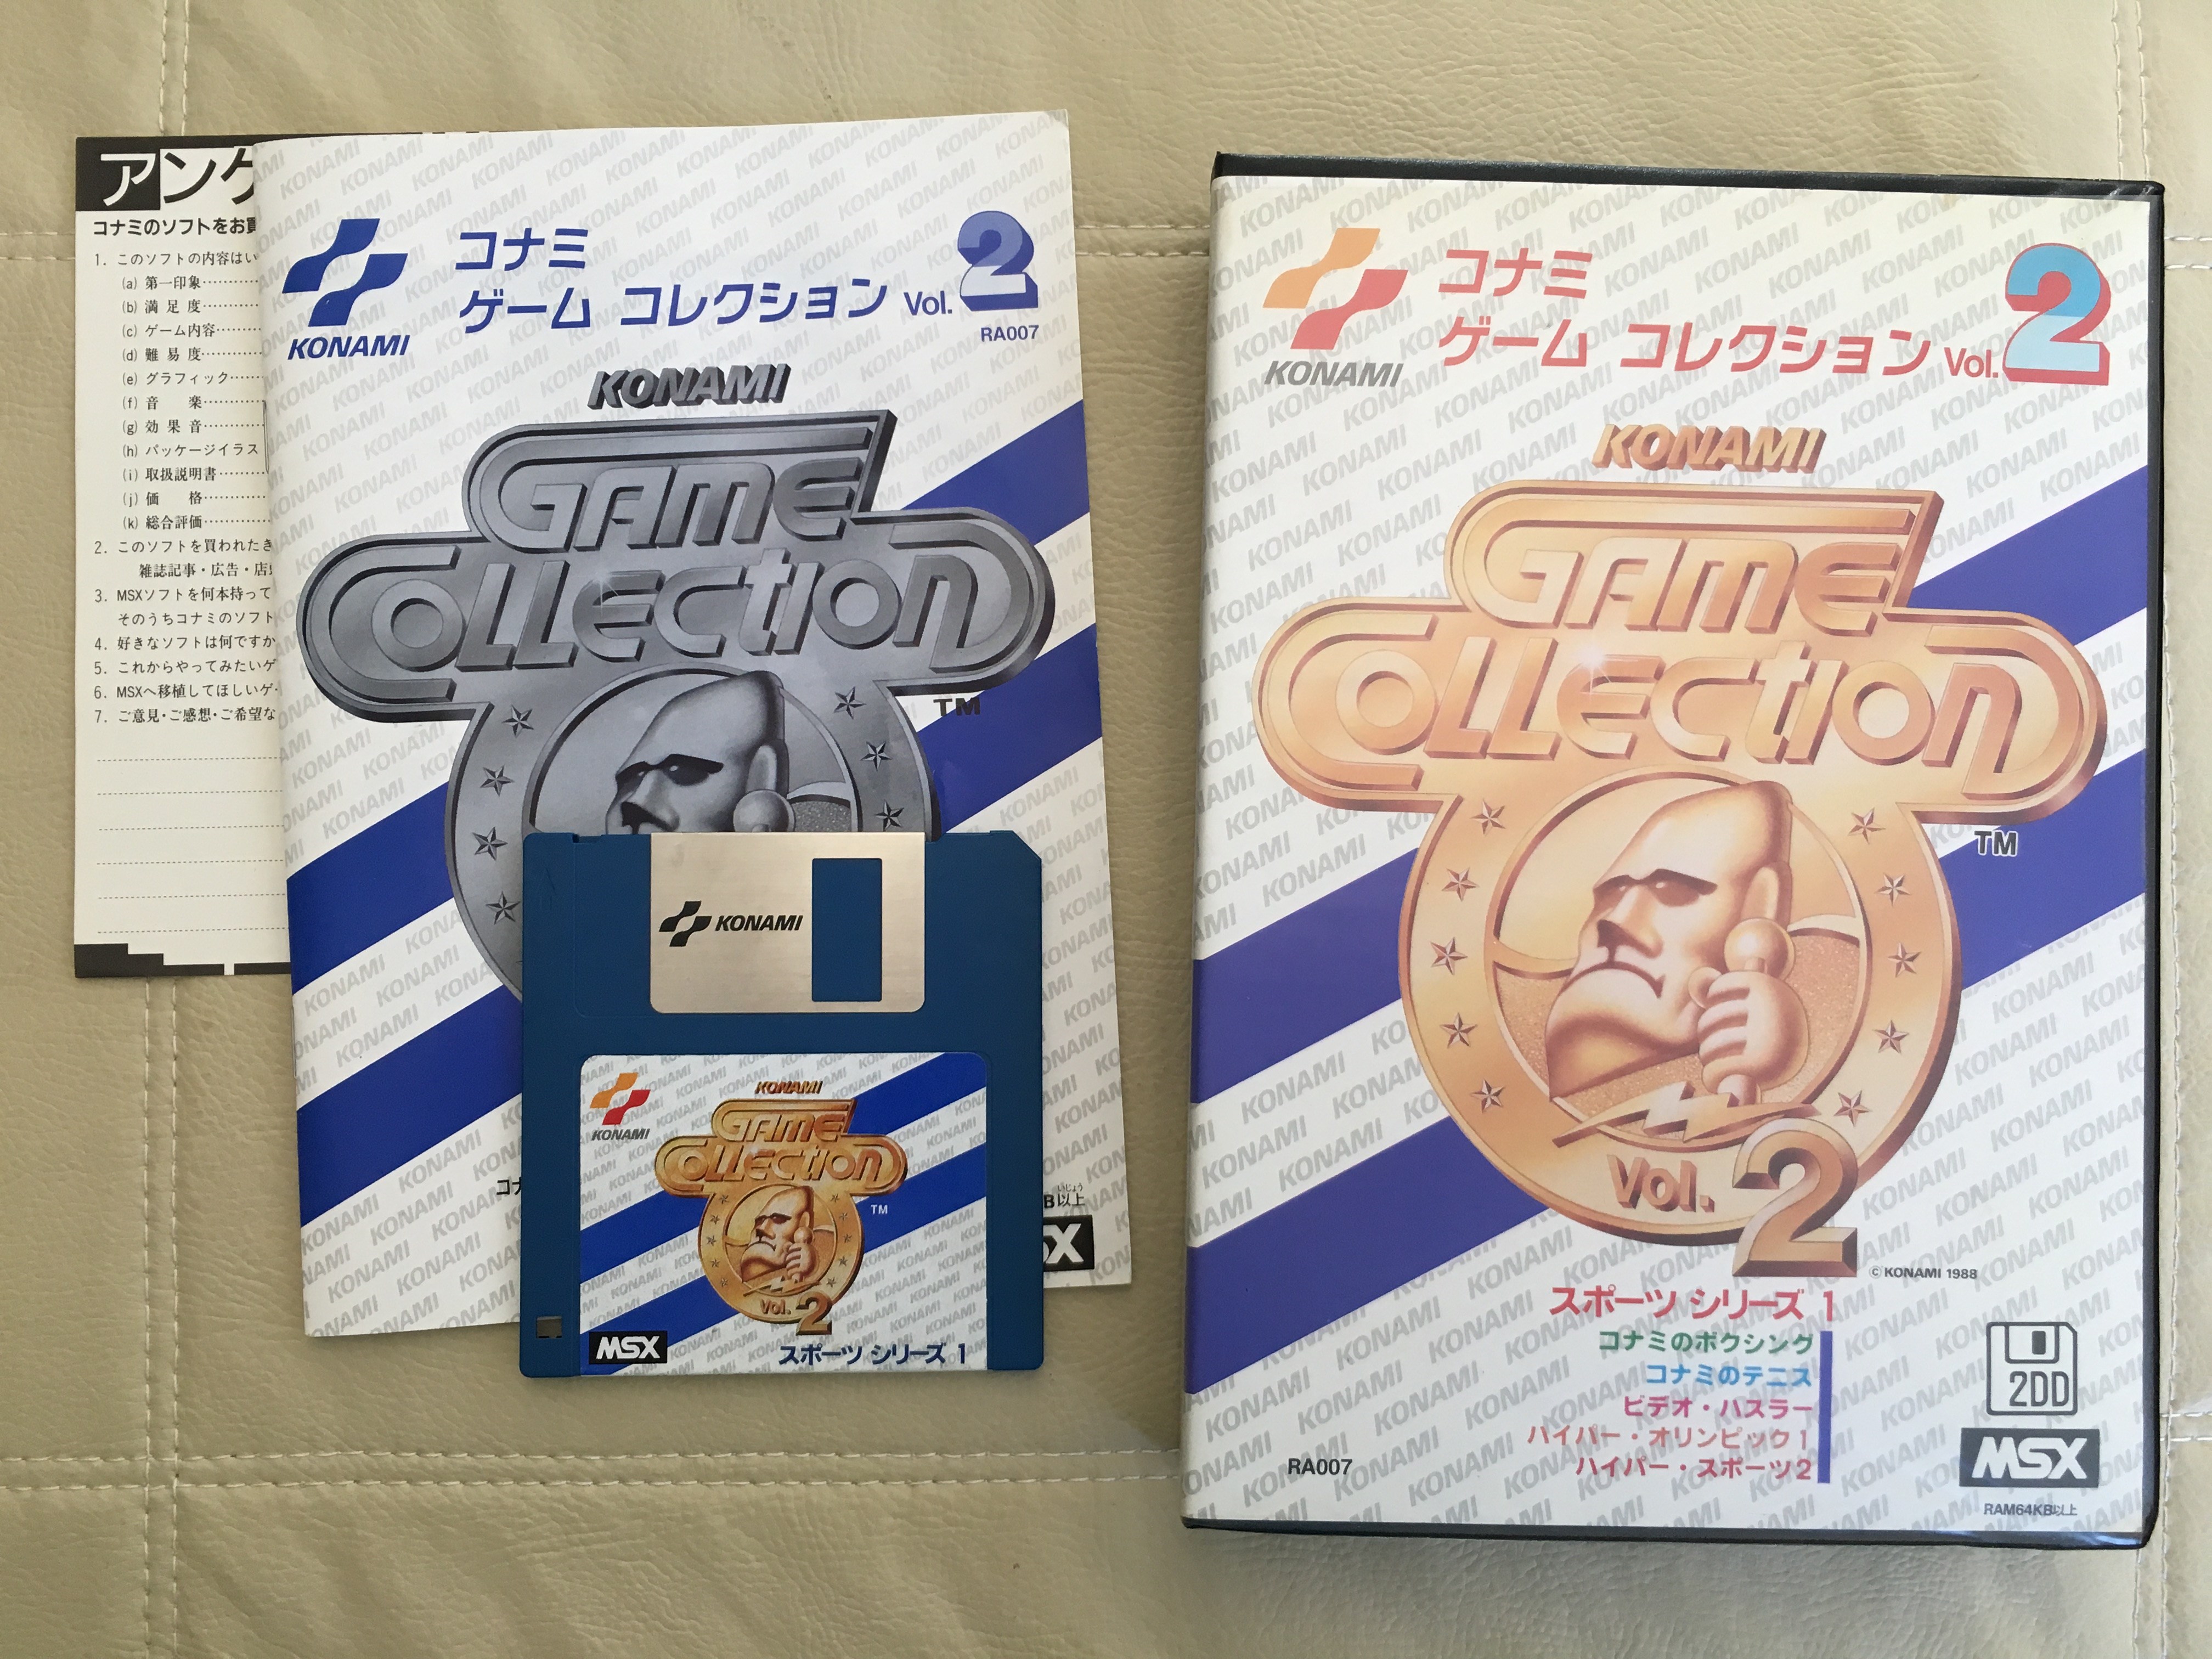 アンケ
コナミのソフトをお買
1. このソフトの内容はい
(a) 第一印象
(b) 満足度
(c) ゲーム内容
(d) 難易度
(e) グラフィック
(f) 音 楽
(g) 効果音
(h) パッケージイラス
(i) 取扱説明書
(j) 価 格
(k) 総合評価
2. このソフトを買われたき
雑誌記事・広告・店
3. MSXソフトを何本持って
そのうちコナミのソフト
4. 好きなソフトは何ですか
5. これからやってみたいゲ
6. MSXへ移植してほしいゲ
7. ご意見・ご感想・ご希望な
KONAMI
コナミ
ゲーム コレクション Vol. 2
RA007
KONAMI
GAME
COLLECTION
TM
コナ
B以上
いじょう
SX
KONAMI
KONAMI
KONAMI
GAME
COLLECTION
TM
Vol. 2
MSX
スポーツ シリーズ 1
KONAMI
コナミ
ゲーム コレクション Vol. 2
KONAMI
GAME
COLLECTION
TM
Vol. 2
© KONAMI 1988
スポーツ シリーズ 1
コナミのボクシング
コナミのテニス
ビデオ・ハスラー
ハイパー・オリンピック1
ハイパー・スポーツ2
RA007
2DD
MSX
RAM64KB以上